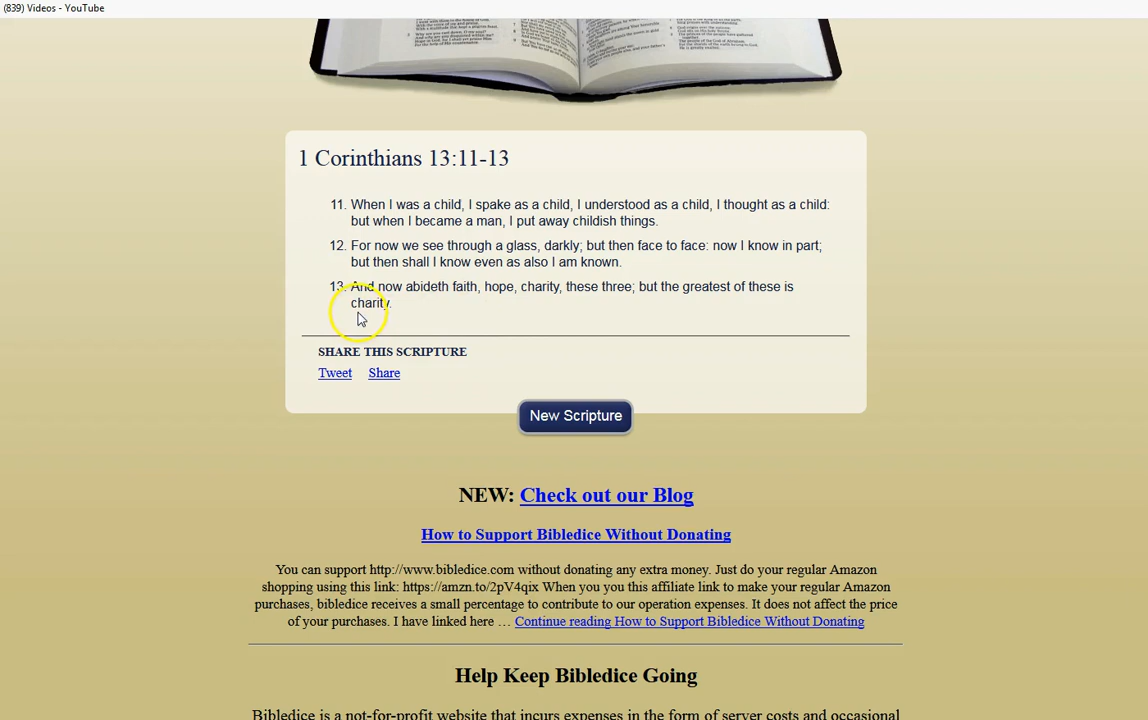 (839) Videos - YouTube
1 Corinthians 13:11-13
11. When I was a child, I spake as a child, I understood as a child, I thought as a child:
but when I became a man, I put away childish things.
12. For now we see through a glass, darkly; but then face to face: now I know in part;
but then shall I know even as also I am known.
13. And now abideth faith, hope, charity, these three; but the greatest of these is
charity.
SHARE THIS SCRIPTURE
Tweet Share
New Scripture
NEW: Check out our Blog
How to Support Bibledice Without Donating
You can support http://www.bibledice.com without donating any extra money. Just do your regular Amazon
shopping using this link: https://amzn.to/2pV4qix When you you this affiliate link to make your regular Amazon
purchases, bibledice receives a small percentage to contribute to our operation expenses. It does not affect the price
of your purchases. I have linked here … Continue reading How to Support Bibledice Without Donating
Help Keep Bibledice Going
Bibledice is a not-for-profit website that incurs expenses in the form of server costs and occasional